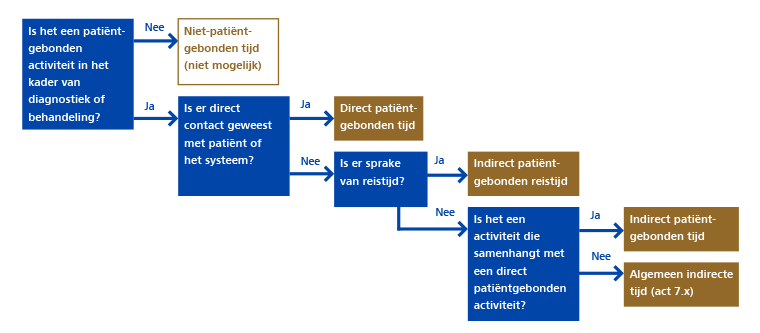 Is het een patiënt-
gebonden
activiteit in het
kader van
diagnostiek of
behandeling?
Nee
Niet-patiënt-
gebonden tijd
(niet mogelijk)
Ja
Is er direct
contact geweest
met patiënt of
het systeem?
Ja
Direct patiënt-
gebonden tijd
Nee
Is er sprake
van reistijd?
Ja
Indirect patiënt-
gebonden reistijd
Nee
Is het een
activiteit die
samenhangt met
een direct
patiëntgebonden
activiteit?
Ja
Indirect patiënt-
gebonden tijd
Nee
Algemeen indirecte
tijd (act 7.x)